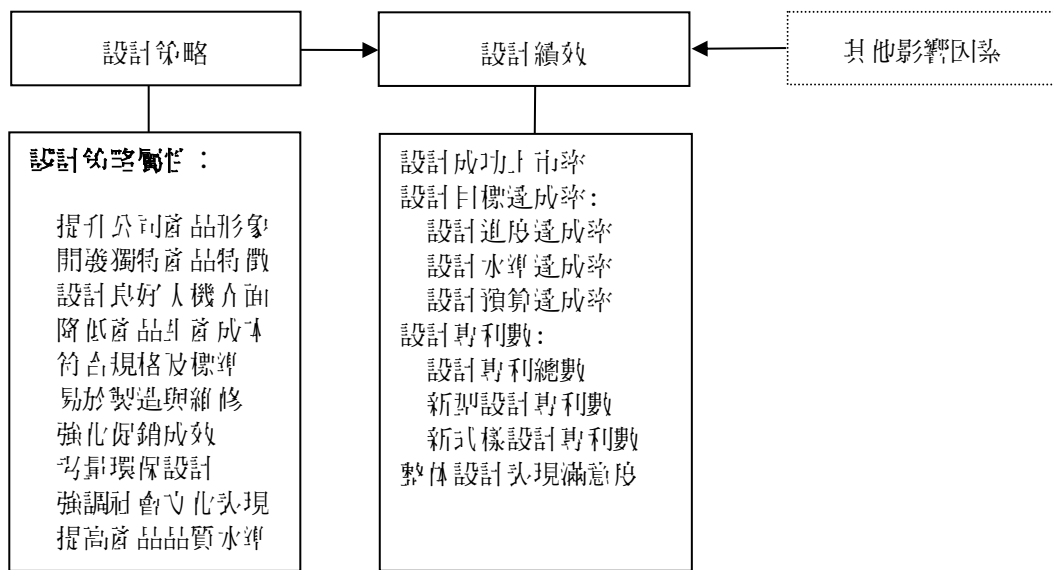 設計策略
設計績效
其他影響因素
設計策略屬性：
提升公司產品形象
開發獨特產品特徵
設計良好人機介面
降低產品生產成本
符合規格及標準
易於製造與維修
強化促銷成效
考量環保設計
強調社會文化表現
提高產品品質水準
設計成功上市率
設計目標達成率:
設計進度達成率
設計水準達成率
設計預算達成率
設計專利數:
設計專利總數
新型設計專利數
新式樣設計專利數
整体設計表現滿意度